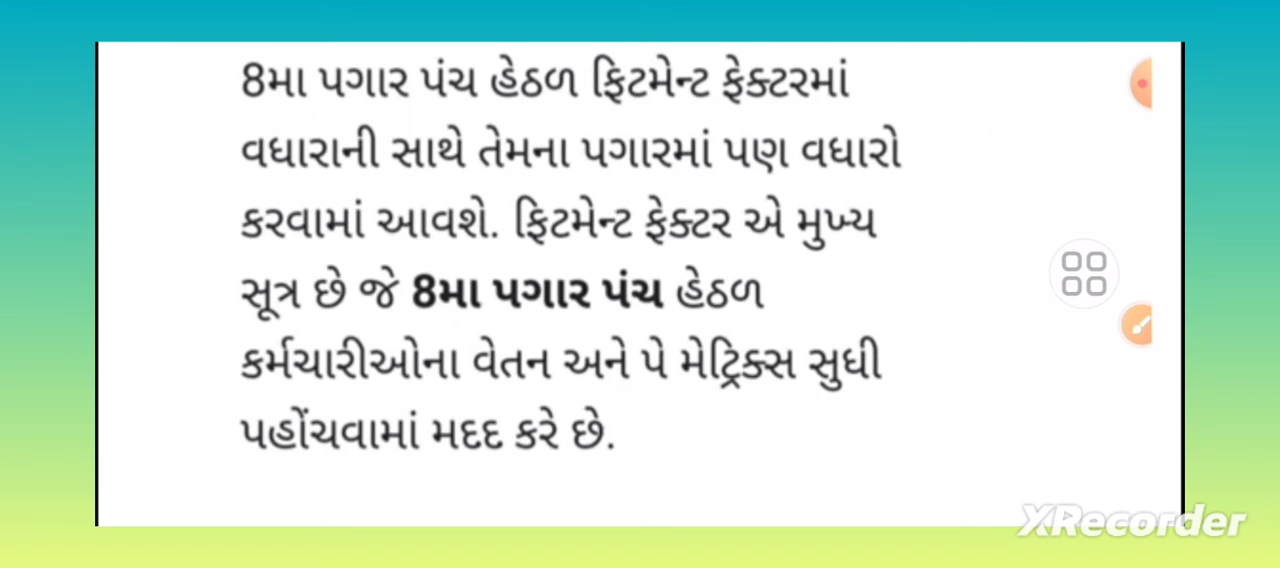 8મા પગાર પંચ હેઠળ ફિટમેન્ટ ફેક્ટરમાં
વધારાની સાથે તેમના પગારમાં પણ વધારો
કરવામાં આવશે. ફિટમેન્ટ ફેક્ટર એ મુખ્ય
સૂત્ર છે જે 8મા પગાર પંચ હેઠળ
કર્મચારીઓના વેતન અને પે મેટ્રિક્સ સુધી
પહોંચવામાં મદદ કરે છે.
XRecorder